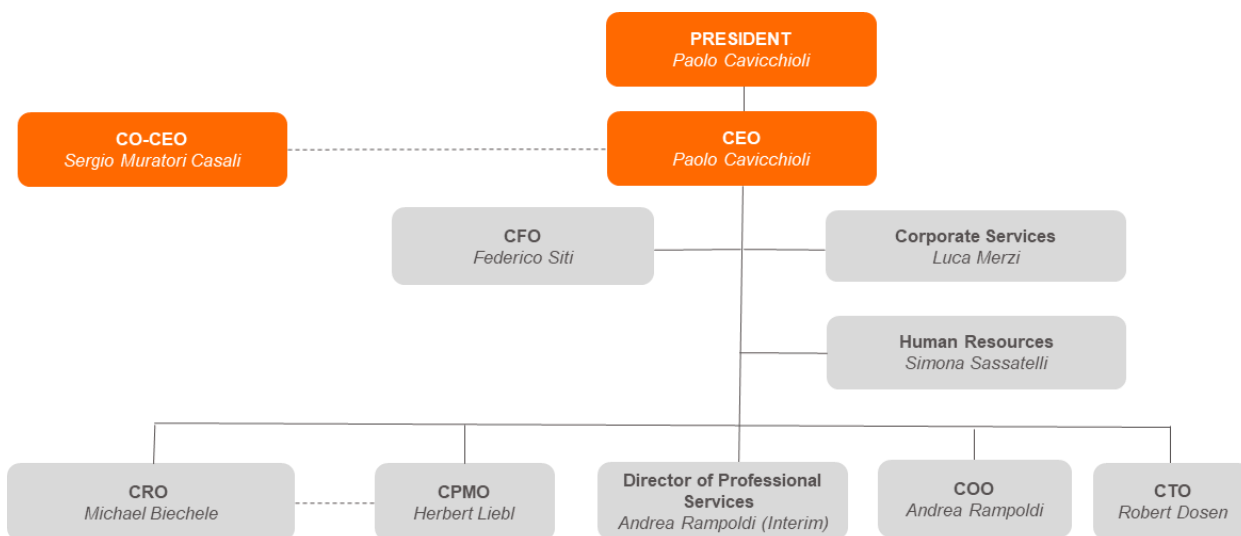 PRESIDENT
Paolo Cavicchioli
CO-CEO
Sergio Muratori Casali
CEO
Paolo Cavicchioli
CFO
Federico Siti
Corporate Services
Luca Merzi
Human Resources
Simona Sassatelli
CRO
Michael Biechele
CPMO
Herbert Liebl
Director of Professional
Services
Andrea Rampoldi (Interim)
COO
Andrea Rampoldi
CTO
Robert Dosen